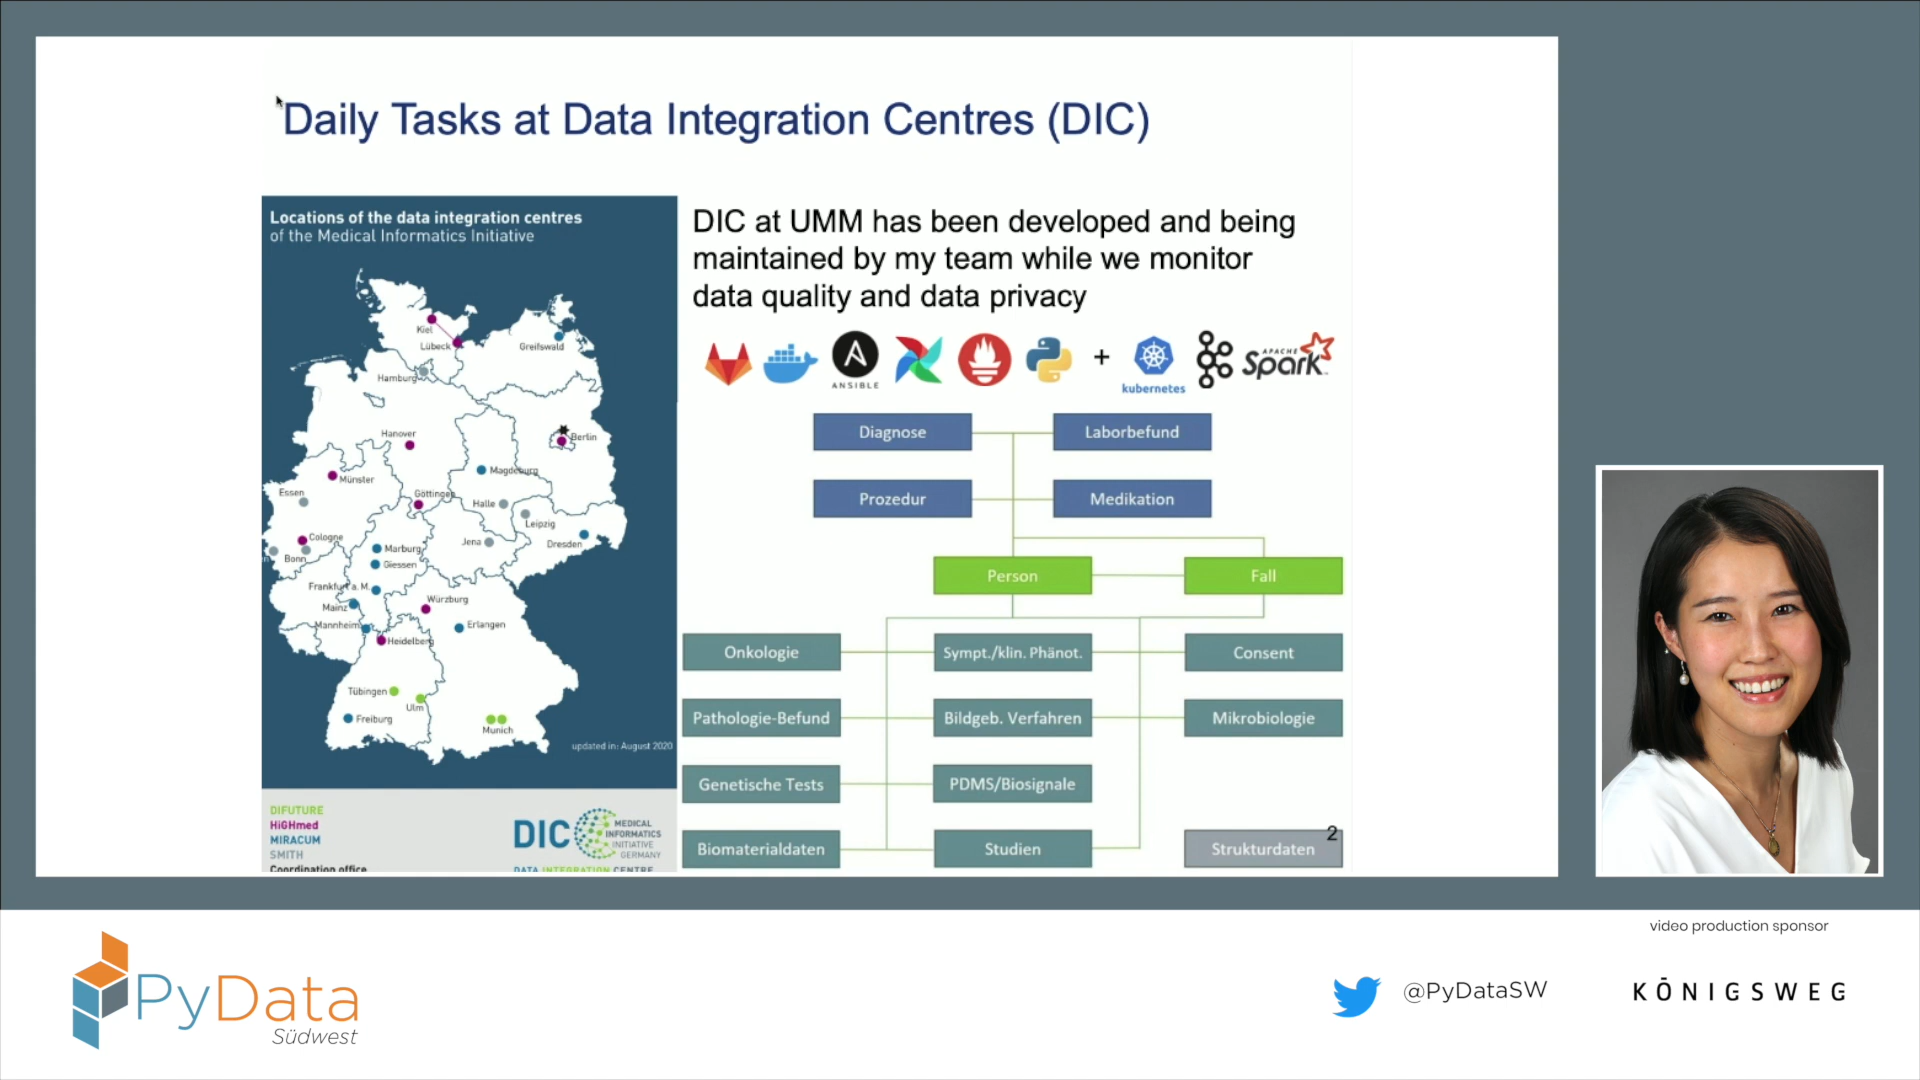 Daily Tasks at Data Integration Centres (DIC)
Locations of the data integration centres
of the Medical Informatics Initiative
Kiel
Lübeck
Greifswald
Hamburg
Hanover
Berlin
Magdeburg
Münster
Essen
Göttingen
Halle
Leipzig
Cologne
Bonn
Marburg
Jena
Dresden
Giessen
Frankfurt a. M.
Mainz
Würzburg
Mannheim
Erlangen
Heidelberg
Tübingen
Ulm
Freiburg
Munich
updated in: August 2020
DIFUTURE
HiGHmed
MIRACUM
SMITH
Coordination office
DIC
MEDICAL
INFORMATICS
INITIATIVE
GERMANY
DATA INTEGRATION CENTRE
DIC at UMM has been developed and being
maintained by my team while we monitor
data quality and data privacy
A
ANSIBLE
+
kubernetes
APACHE
Spark
Diagnose
Laborbefund
Prozedur
Medikation
Person
Fall
Onkologie
Sympt./klin. Phänot.
Consent
Pathologie-Befund
Bildgeb. Verfahren
Mikrobiologie
Genetische Tests
PDMS/Biosignale
Biomaterialdaten
Studien
Strukturdaten
2
PyData
Südwest
@PyDataSW
video production sponsor
KÖNIGSWEG